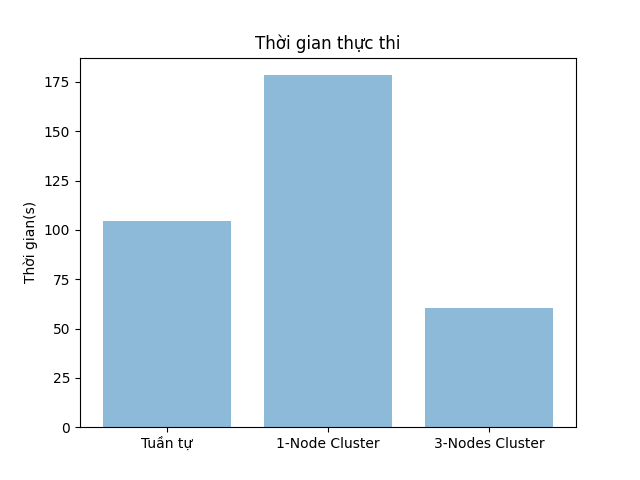 Thời gian thực thi
Thời gian(s)
175
150
125
100
75
50
25
0
Tuần tự
1-Node Cluster
3-Nodes Cluster